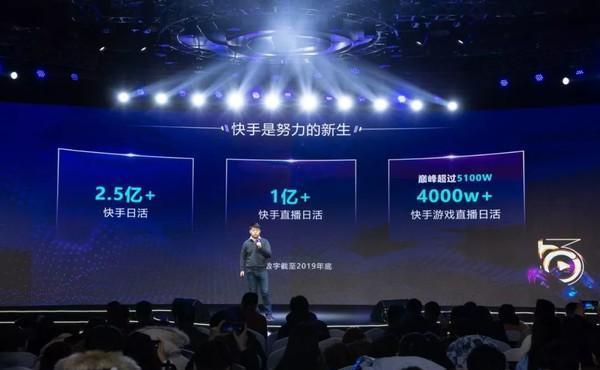 快手是努力的新生
2.5亿+
快手日活
1亿+
快手直播日活
巅峰超过5100W
4000w+
快手游戏直播日活
数字截至2019年底